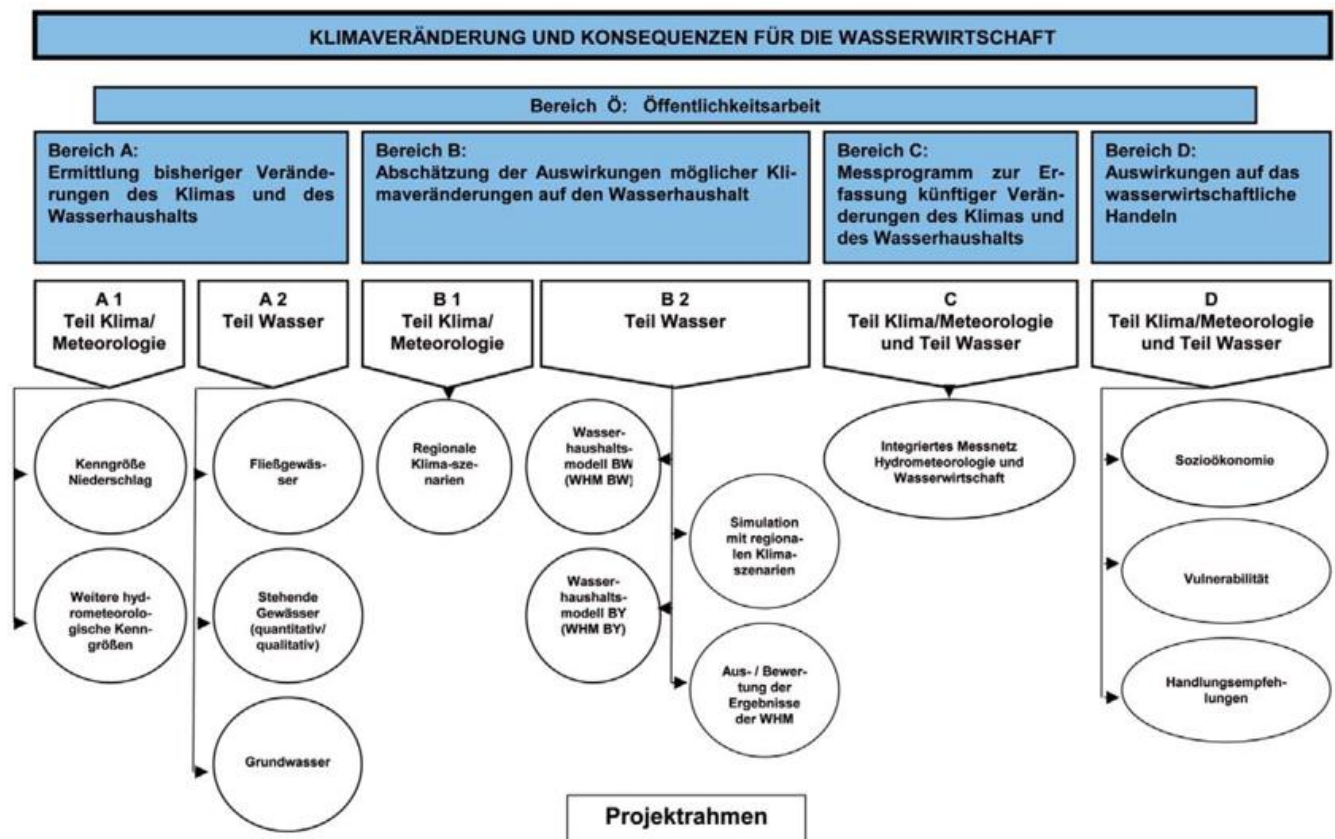 KLIMAVERÄNDERUNG UND KONSEQUENZEN FÜR DIE WASSERWIRTSCHAFT
Bereich Ö: Öffentlichkeitsarbeit
Bereich A:
Ermittlung bisheriger Verände-
rungen des Klimas und des
Wasserhaushalts
Bereich B:
Abschätzung der Auswirkungen möglicher Kli-
maveränderungen auf den Wasserhaushalt
Bereich C:
Messprogramm zur Er-
fassung künftiger Verän-
derungen des Klimas und
des Wasserhaushalts
Bereich D:
Auswirkungen auf das
wasserwirtschaftliche
Handeln
A 1
Teil Klima/
Meteorologie
A 2
Teil Wasser
B 1
Teil Klima/
Meteorologie
B 2
Teil Wasser
C
Teil Klima/Meteorologie
und Teil Wasser
D
Teil Klima/Meteorologie
und Teil Wasser
Kenngröße
Niederschlag
Weitere hyd-
rometeorolo-
gische Kenn-
größen
Fließgewäs-
ser
Stehende
Gewässer
(quantitativ/
qualitativ)
Grundwasser
Regionale
Klima-sze-
narien
Wasser-
haushalts-
modell BW
(WHM BW)
Wasser-
haushalts-
modell BY
(WHM BY)
Simulation
mit regiona-
len Klima-
szenarien
Aus- / Bewer-
tung der
Ergebnisse
der WHM
Integriertes Messnetz
Hydrometeorologie und
Wasserwirtschaft
Sozioökonomie
Vulnerabilität
Handlungsempfeh-
lungen
Projektrahmen